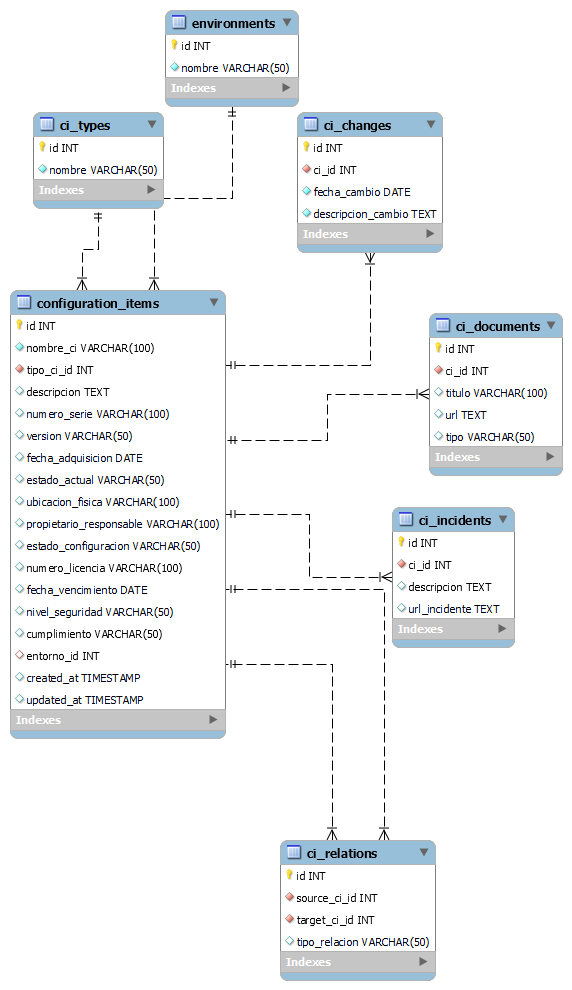 environments
id INT
nombre VARCHAR(50)
Indexes
ci_types
id INT
nombre VARCHAR(50)
Indexes
ci_changes
id INT
ci_id INT
fecha_cambio DATE
descripcion_cambio TEXT
Indexes
configuration_items
id INT
nombre_ci VARCHAR(100)
tipo_ci_id INT
descripcion TEXT
numero_serie VARCHAR(100)
version VARCHAR(50)
fecha_adquisicion DATE
estado_actual VARCHAR(50)
ubicacion_fisica VARCHAR(100)
propietario_responsable VARCHAR(100)
estado_configuracion VARCHAR(50)
numero_licencia VARCHAR(100)
fecha_vencimiento DATE
nivel_seguridad VARCHAR(50)
cumplimiento VARCHAR(50)
entorno_id INT
created_at TIMESTAMP
updated_at TIMESTAMP
Indexes
ci_documents
id INT
ci_id INT
titulo VARCHAR(100)
url TEXT
tipo VARCHAR(50)
Indexes
ci_incidents
id INT
ci_id INT
descripcion TEXT
url_incidente TEXT
Indexes
ci_relations
id INT
source_ci_id INT
target_ci_id INT
tipo_relacion VARCHAR(50)
Indexes